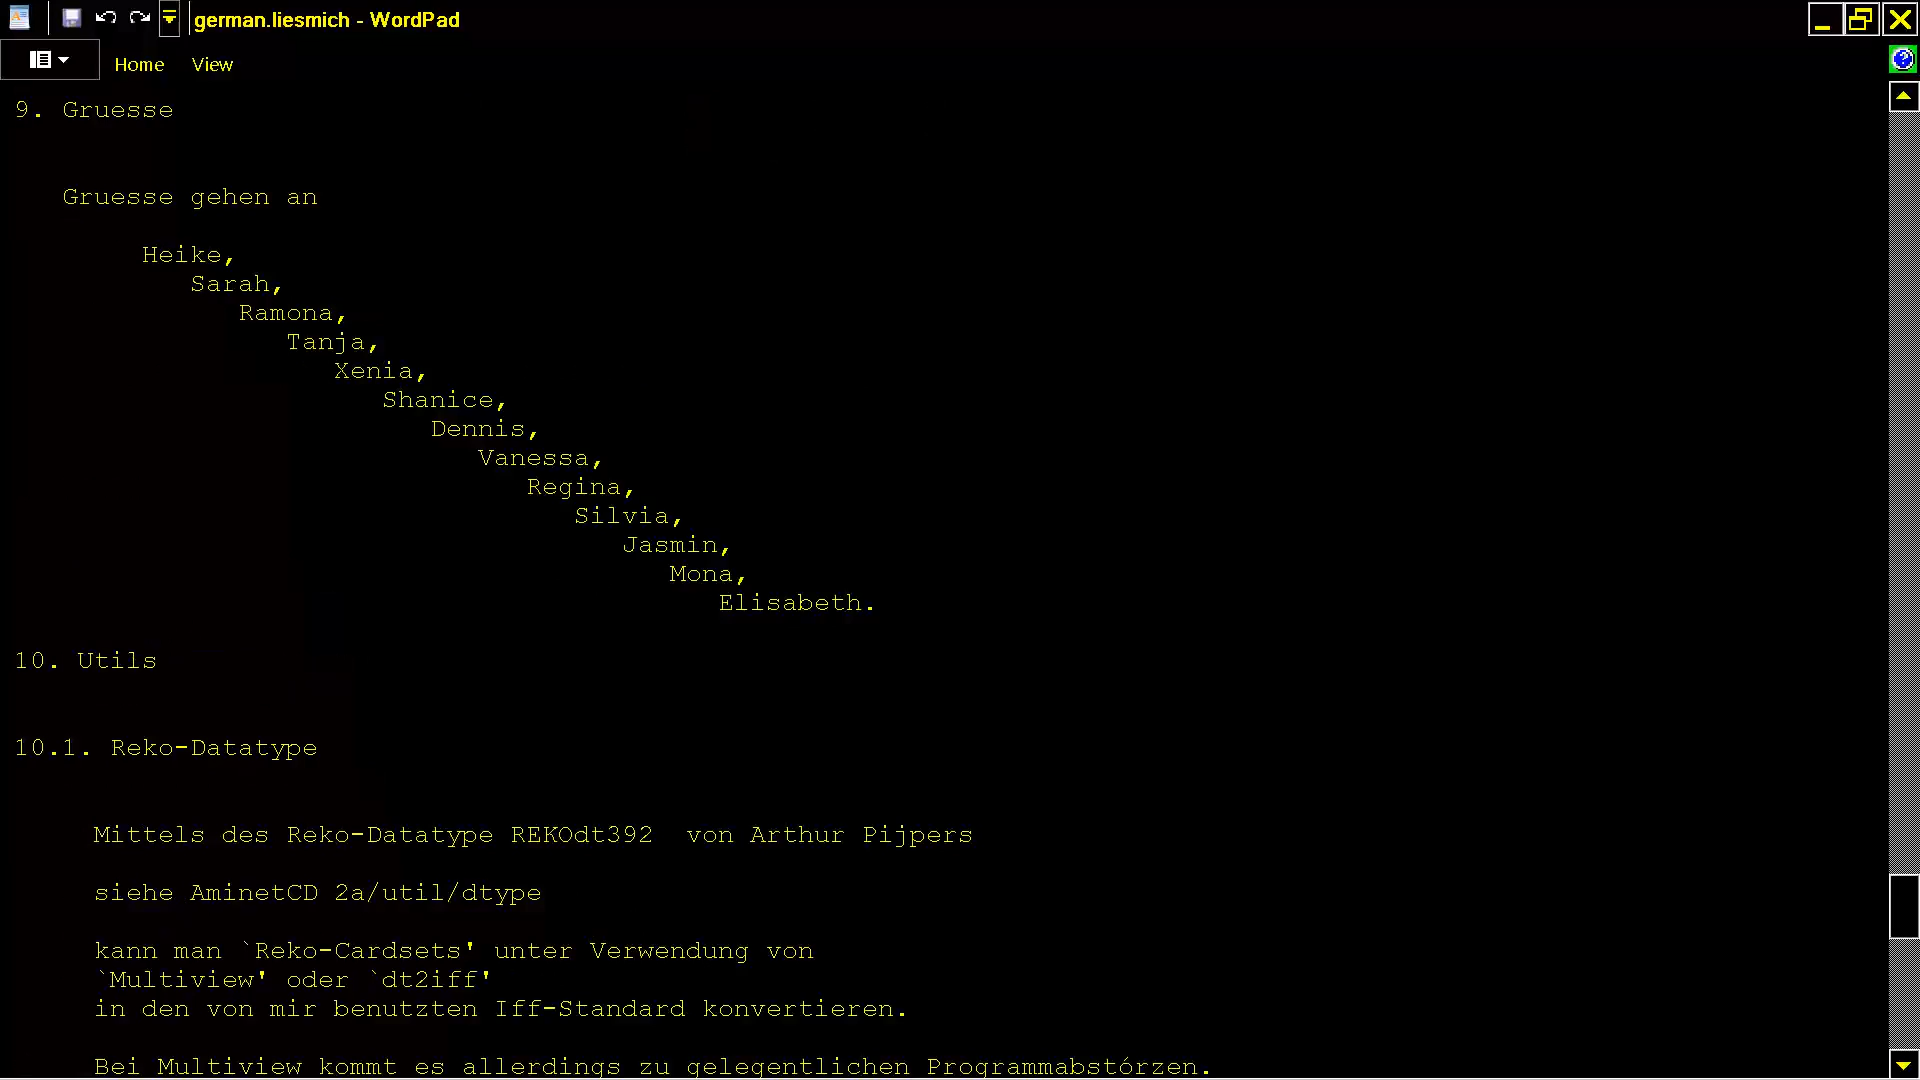 german.liesmich - WordPad
Home View
9. Gruesse
Gruesse gehen an
Heike,
Sarah,
Ramona,
Tanja,
Xenia,
Shanice,
Dennis,
Vanessa,
Regina,
Silvia,
Jasmin,
Mona,
Elisabeth.
10. Utils
10.1. Reko-Datatype
Mittels des Reko-Datatype REKOdt392  von Arthur Pijpers
siehe AminetCD 2a/util/dtype
kann man `Reko-Cardsets' unter Verwendung von
`Multiview' oder `dt2iff'
in den von mir benutzten Iff-Standard konvertieren.
Bei Multiview kommt es allerdings zu gelegentlichen Programmabstórzen.